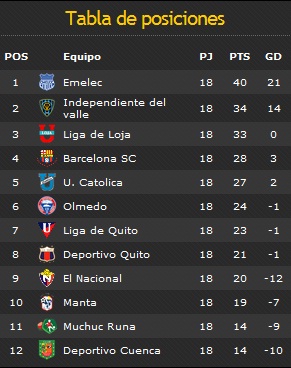 Tabla de posiciones
POS Equipo PJ PTS GD
1 Emelec 18 40 21
2 Independiente del 18 34 14
valle
3 Liga de Loja 18 33 0
4 Barcelona SC 18 28 3
5 U. Catolica 18 27 2
6 Olmedo 18 24 -1
7 Liga de Quito 18 23 -1
8 Deportivo Quito 18 21 -1
9 El Nacional 18 20 -12
10 Manta 18 19 -7
11 Muchuc Runa 18 14 -9
12 Deportivo Cuenca 18 14 -10